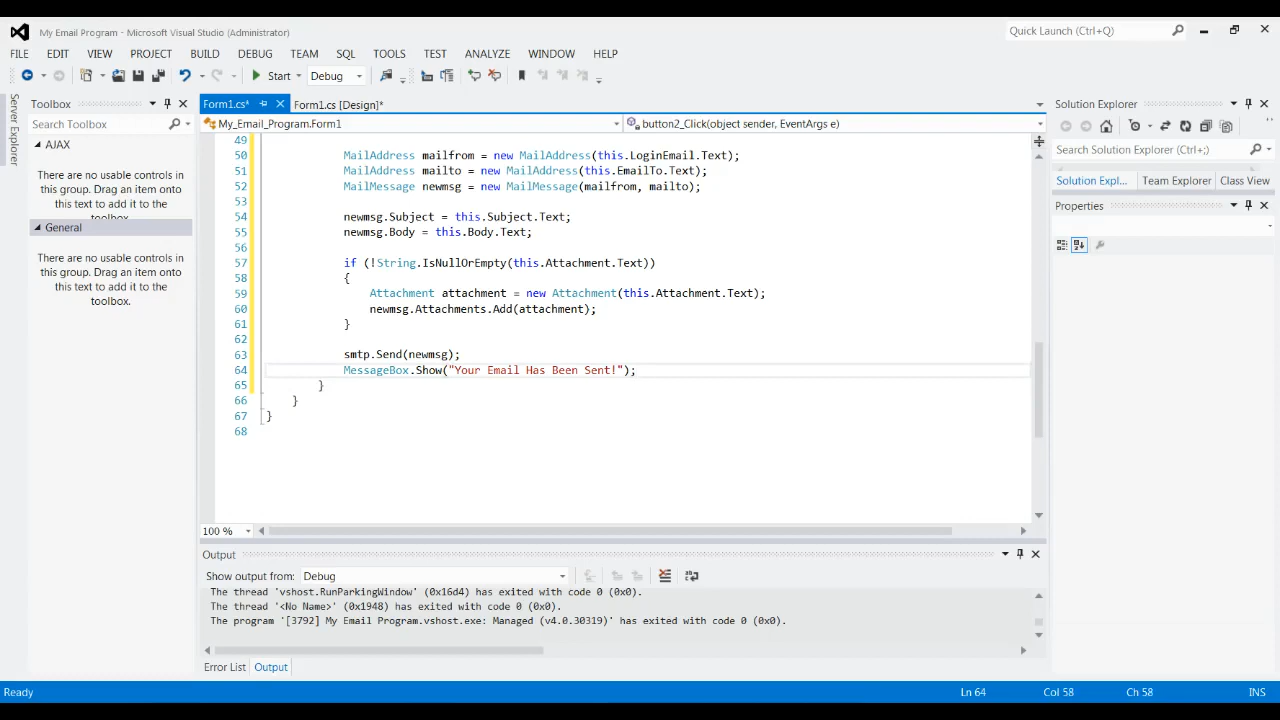 My Email Program - Microsoft Visual Studio (Administrator)
Quick Launch (Ctrl+Q)
FILE EDIT VIEW PROJECT BUILD DEBUG TEAM SQL TOOLS TEST ANALYZE WINDOW HELP
Start Debug
Server Explorer
Toolbox
Search Toolbox
AJAX
There are no usable controls in
this group. Drag an item onto
this text to add it to the
toolbox.
General
There are no usable controls in
this group. Drag an item onto
this text to add it to the
toolbox.
Form1.cs* Form1.cs [Design]*
My_Email_Program.Form1 button2_Click(object sender, EventArgs e)
49
50 MailAddress mailfrom = new MailAddress(this.LoginEmail.Text);
51 MailAddress mailto = new MailAddress(this.EmailTo.Text);
52 MailMessage newmsg = new MailMessage(mailfrom, mailto);
53
54 newmsg.Subject = this.Subject.Text;
55 newmsg.Body = this.Body.Text;
56
57 if (!String.IsNullOrEmpty(this.Attachment.Text))
58 {
59 Attachment attachment = new Attachment(this.Attachment.Text);
60 newmsg.Attachments.Add(attachment);
61 }
62
63 smtp.Send(newmsg);
64 MessageBox.Show("Your Email Has Been Sent!");
65 }
66 }
67 }
68
100 %
Output
Show output from: Debug
The thread 'vshost.RunParkingWindow' (0x16d4) has exited with code 0 (0x0).
The thread '<No Name>' (0x1948) has exited with code 0 (0x0).
The program '[3792] My Email Program.vshost.exe: Managed (v4.0.30319)' has exited with code 0 (0x0).
Error List Output
Solution Explorer
Search Solution Explorer (Ctrl+;)
Solution Expl... Team Explorer Class View
Properties
Ready Ln 64 Col 58 Ch 58 INS